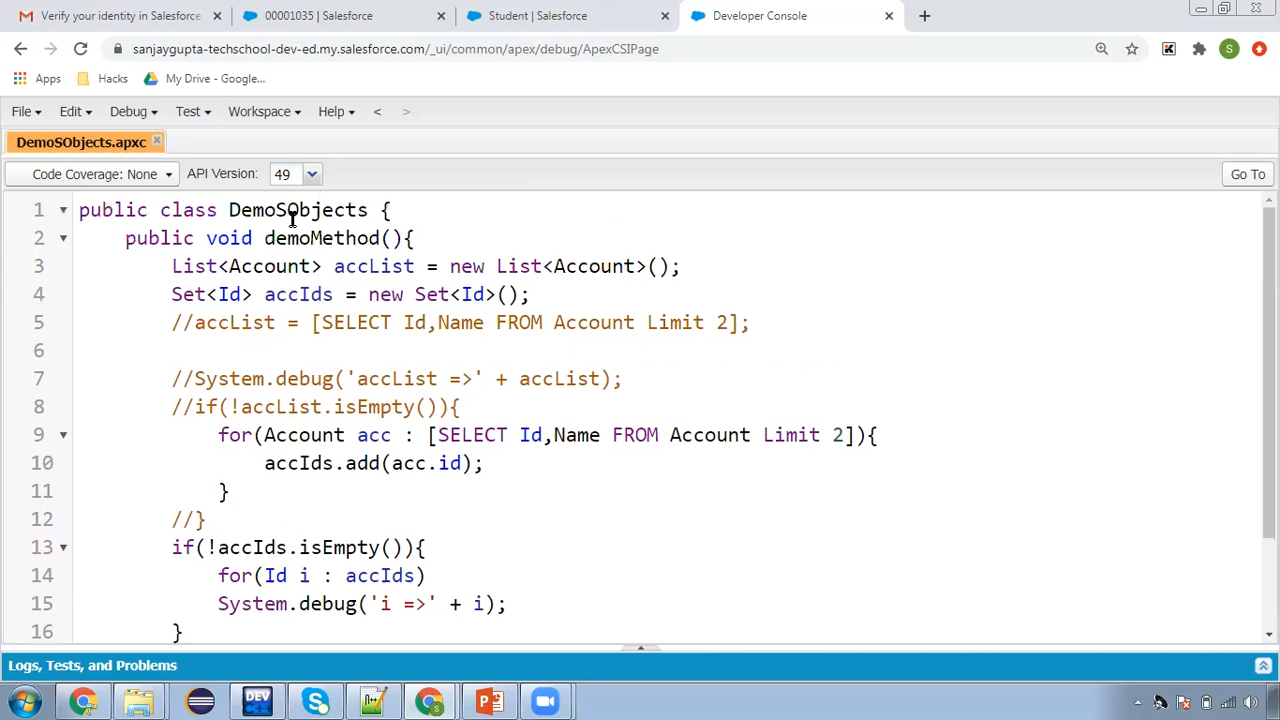 Verify your identity in Salesforce
00001035 | Salesforce
Student | Salesforce
Developer Console
sanjaygupta-techschool-dev-ed.my.salesforce.com/_ui/common/apex/debug/ApexCSIPage
S
Apps
Hacks
My Drive - Google...
File Edit Debug Test Workspace Help < >
DemoSObjects.apxc
Code Coverage: None API Version: 49 Go To
1 public class DemoSObjects {
2 public void demoMethod(){
3 List<Account> accList = new List<Account>();
4 Set<Id> accIds = new Set<Id>();
5 //accList = [SELECT Id,Name FROM Account Limit 2];
6
7 //System.debug('accList =>' + accList);
8 //if(!accList.isEmpty()){
9 for(Account acc : [SELECT Id,Name FROM Account Limit 2]){
10 accIds.add(acc.id);
11 }
12 //}
13 if(!accIds.isEmpty()){
14 for(Id i : accIds)
15 System.debug('i =>' + i);
16 }
Logs, Tests, and Problems
DEV